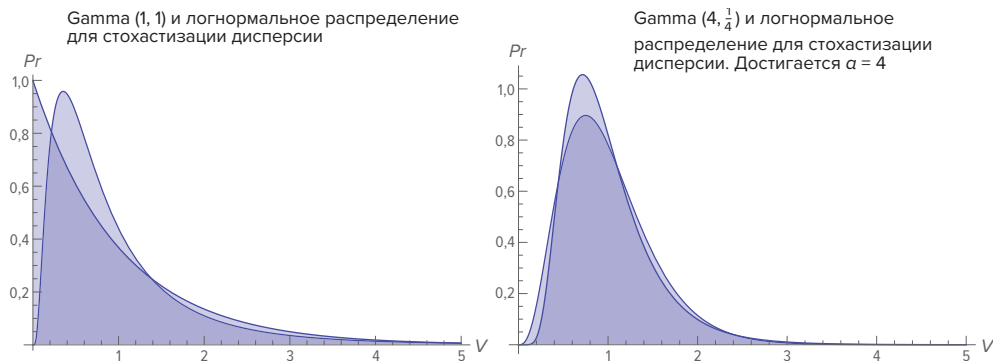 Gamma (1, 1) и логнормальное распределение
для стохастизации дисперсии
Pr
1,0
0,8
0,6
0,4
0,2
1
2
3
4
5
V
Gamma (4, 1/4) и логнормальное
распределение для стохастизации
дисперсии. Достигается a = 4
Pr
1,0
0,8
0,6
0,4
0,2
1
2
3
4
5
V